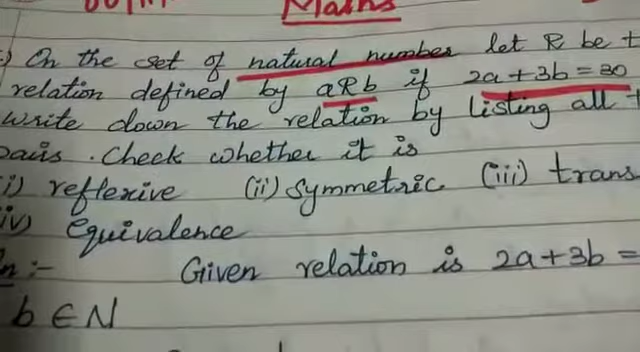 Maths
On the set of natural number let R be
relation defined by aRb if 2a+3b=30
write down the relation by listing all
Check whether it is
i) reflexive (ii) symmetric (iii) trans
iv) equivalence
:- Given relation is 2a+3b=
b ∈ N